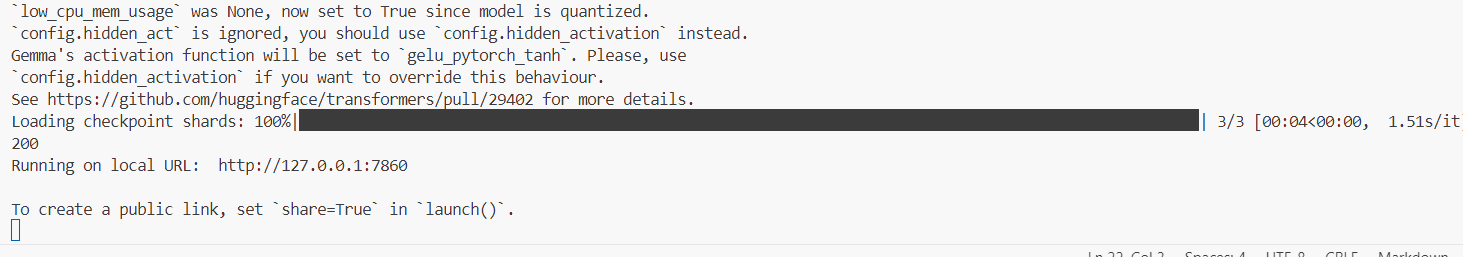 `low_cpu_mem_usage` was None, now set to True since model is quantized.
`config.hidden_act` is ignored, you should use `config.hidden_activation` instead.
Gemma's activation function will be set to `gelu_pytorch_tanh`. Please, use
`config.hidden_activation` if you want to override this behaviour.
See https://github.com/huggingface/transformers/pull/29402 for more details.
Loading checkpoint shards: 100%| | 3/3 [00:04<00:00, 1.51s/it]
200
Running on local URL: http://127.0.0.1:7860
To create a public link, set `share=True` in `launch()`.
Ln 22, Col 3 Spaces: 4 UTF-8 CRLF Markdown